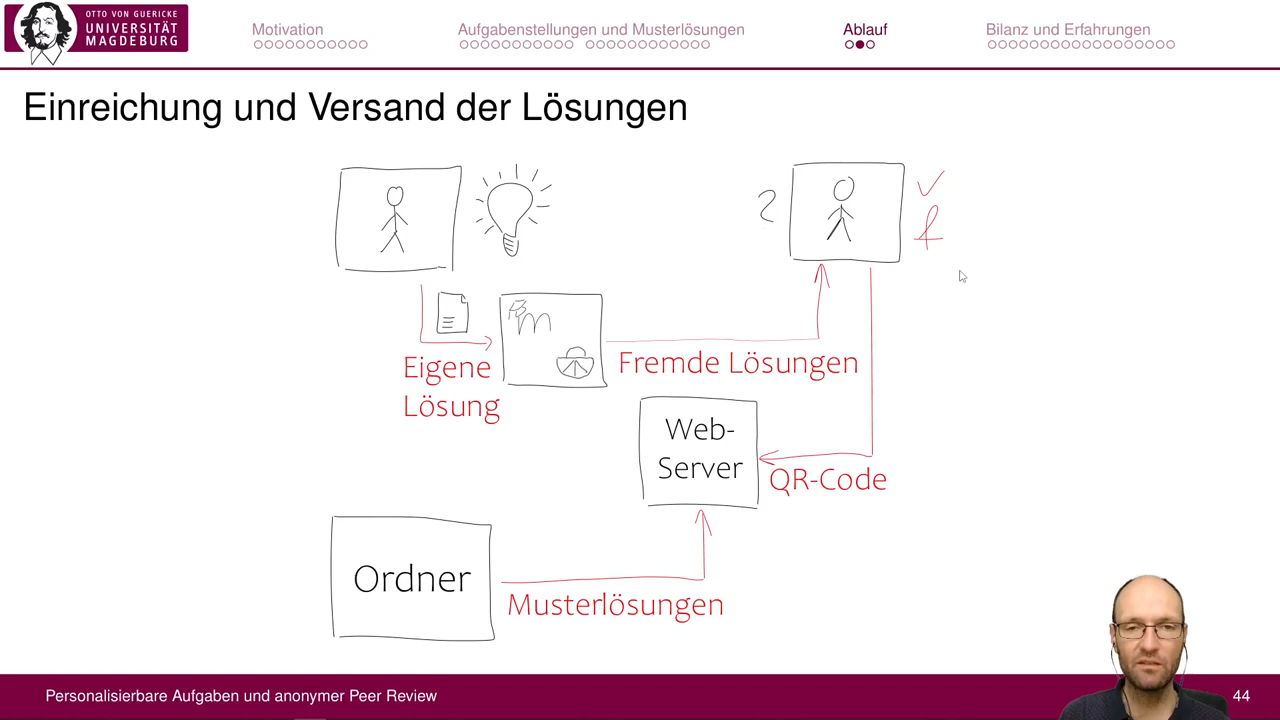 OTTO VON GUERICKE
UNIVERSITÄT
MAGDEBURG
Motivation
Aufgabenstellungen und Musterlösungen
Ablauf
Bilanz und Erfahrungen
Einreichung und Versand der Lösungen
?
m
Eigene
Lösung
Fremde Lösungen
Web-
Server
QR-Code
Ordner
Musterlösungen
Personalisierbare Aufgaben und anonymer Peer Review
44